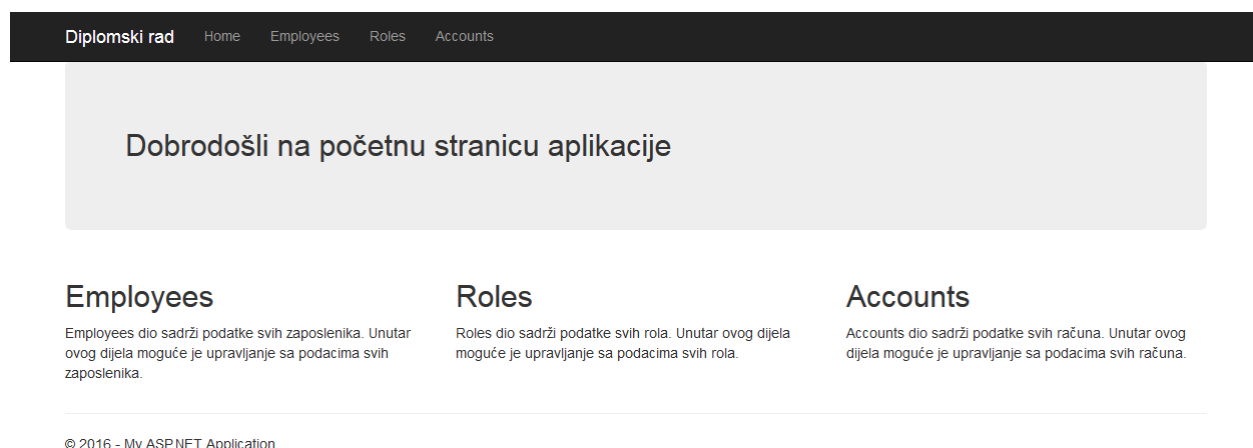 Diplomski rad Home Employees Roles Accounts
Dobrodošli na početnu stranicu aplikacije
Employees
Employees dio sadrži podatke svih zaposlenika. Unutar
ovog dijela moguće je upravljanje sa podacima svih
zaposlenika.
Roles
Roles dio sadrži podatke svih rola. Unutar ovog dijela
moguće je upravljanje sa podacima svih rola.
Accounts
Accounts dio sadrži podatke svih računa. Unutar ovog
dijela moguće je upravljanje sa podacima svih računa.
© 2016 - My ASP.NET Application